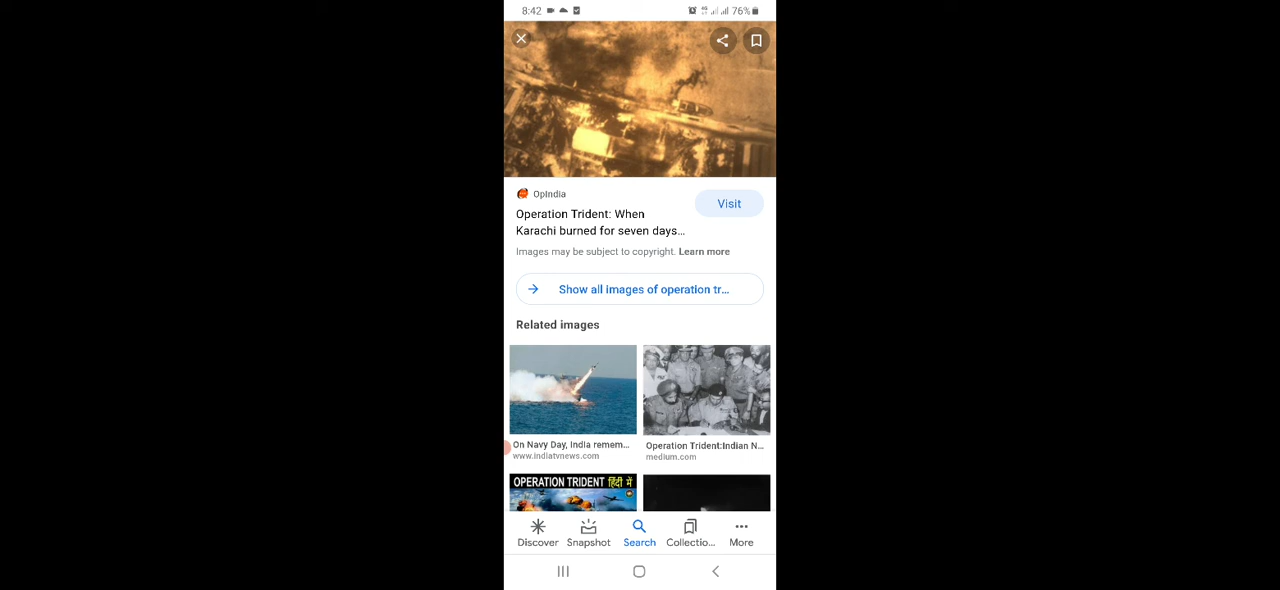 8:42 76%
OpIndia
Visit
Operation Trident: When
Karachi burned for seven days...
Images may be subject to copyright. Learn more
Show all images of operation tr...
Related images
On Navy Day, India remem...
www.indiatvnews.com
Operation Trident:Indian N...
medium.com
OPERATION TRIDENT हिंदी में
Discover Snapshot Search Collectio... More